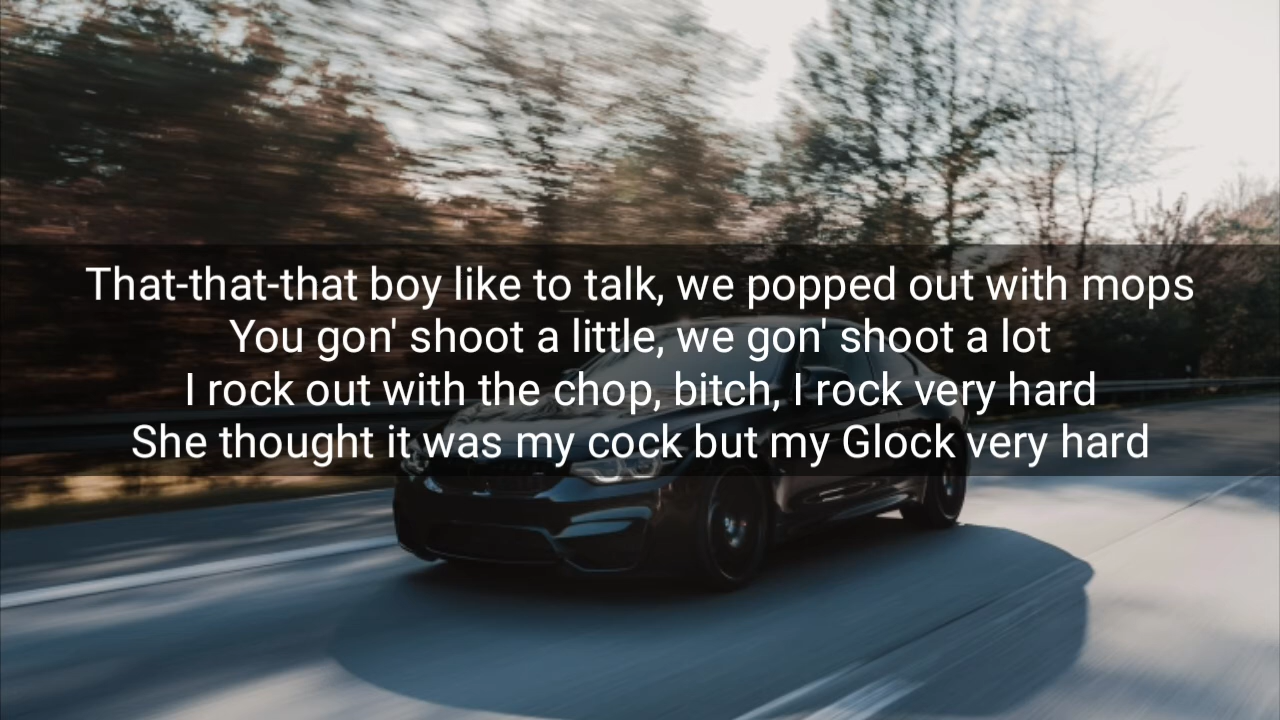 That-that-that boy like to talk, we popped out with mops
You gon' shoot a little, we gon' shoot a lot
I rock out with the chop, bitch, I rock very hard
She thought it was my cock but my Glock very hard